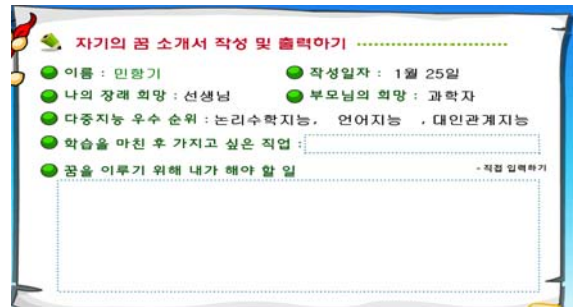 자기의 꿈 소개서 작성 및 출력하기
이름 : 민항기 작성일자 : 1월 25일
나의 장래 희망 : 선생님 부모님의 희망 : 과학자
다중지능 우수 순위 : 논리수학지능, 언어지능 , 대인관계지능
학습을 마친 후 가지고 싶은 직업 :
꿈을 이루기 위해 내가 해야 할 일 - 직접 입력하기